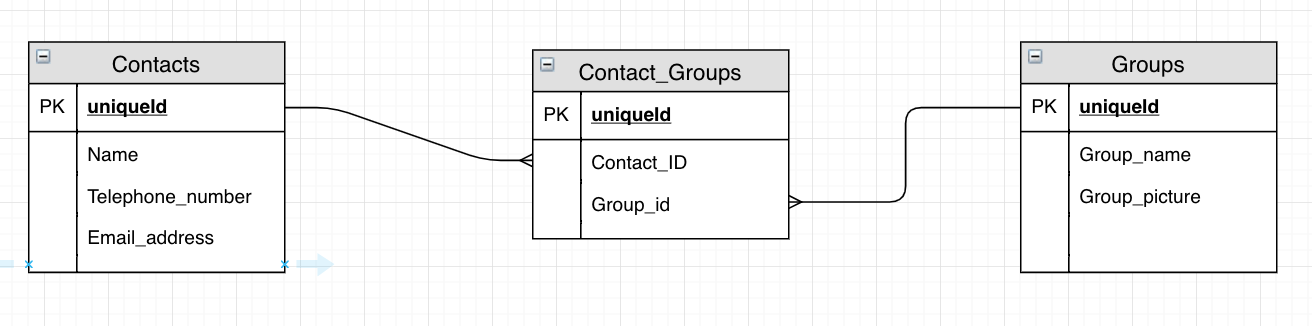 Contacts
PK uniqueId
Name
Telephone_number
Email_address
Contact_Groups
PK uniqueId
Contact_ID
Group_id
Groups
PK uniqueId
Group_name
Group_picture